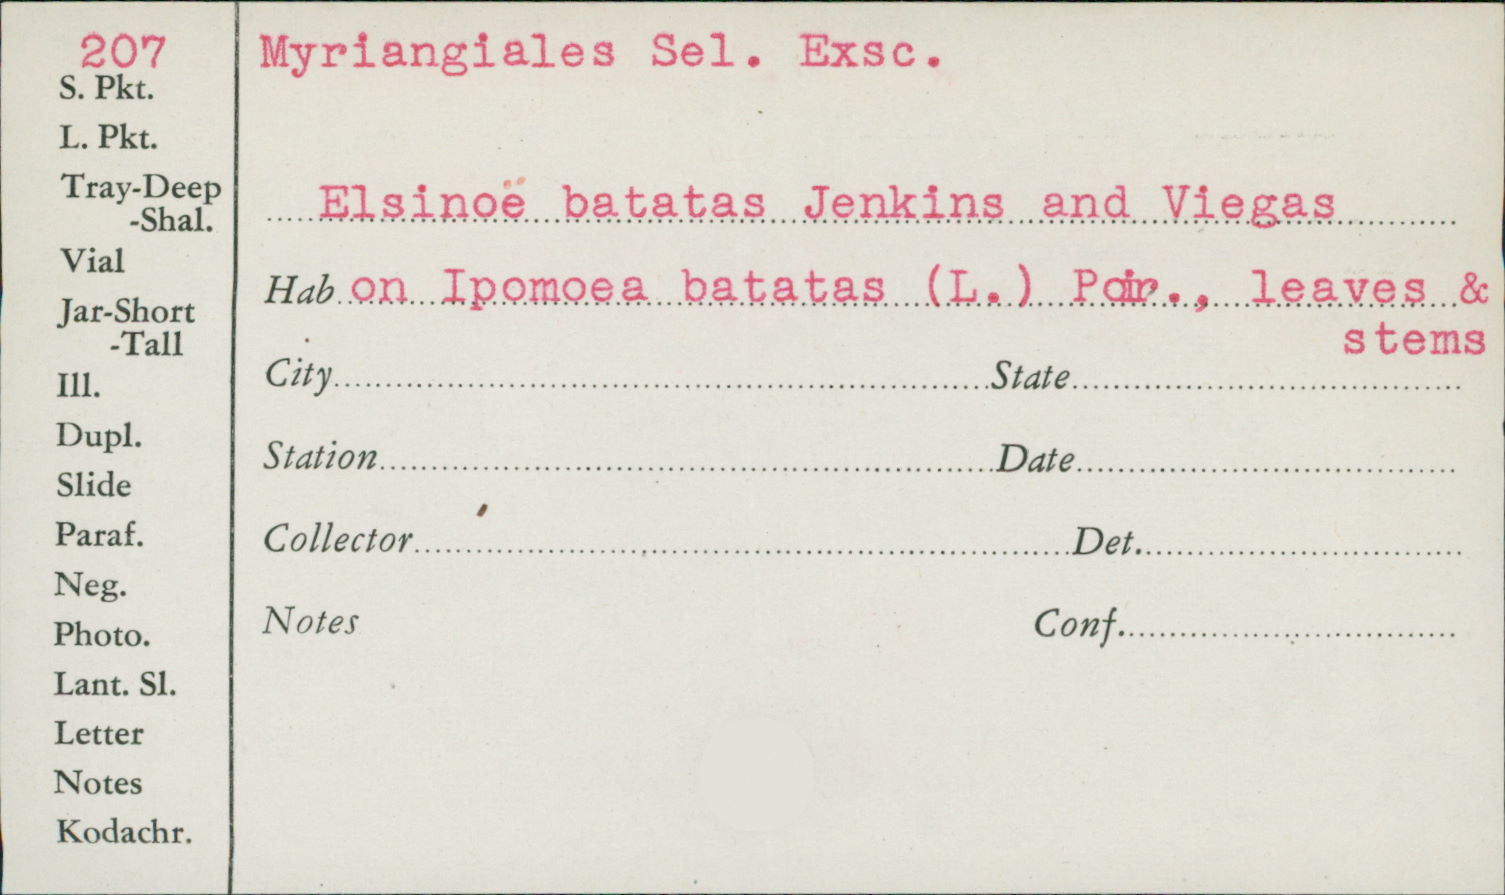 207
S. Pkt.
L. Pkt.
Tray-Deep
-Shal.
Vial
Jar-Short
-Tall
Ill.
Dupl.
Slide
Paraf.
Neg.
Photo.
Lant. Sl.
Letter
Notes
Kodachr.
Myriangiales Sel. Exsc.
Elsinoë batatas Jenkins and Viegas
Hab on Ipomoea batatas (L.) Poir., leaves &
stems
City State
Station Date
Collector Det.
Notes Conf.